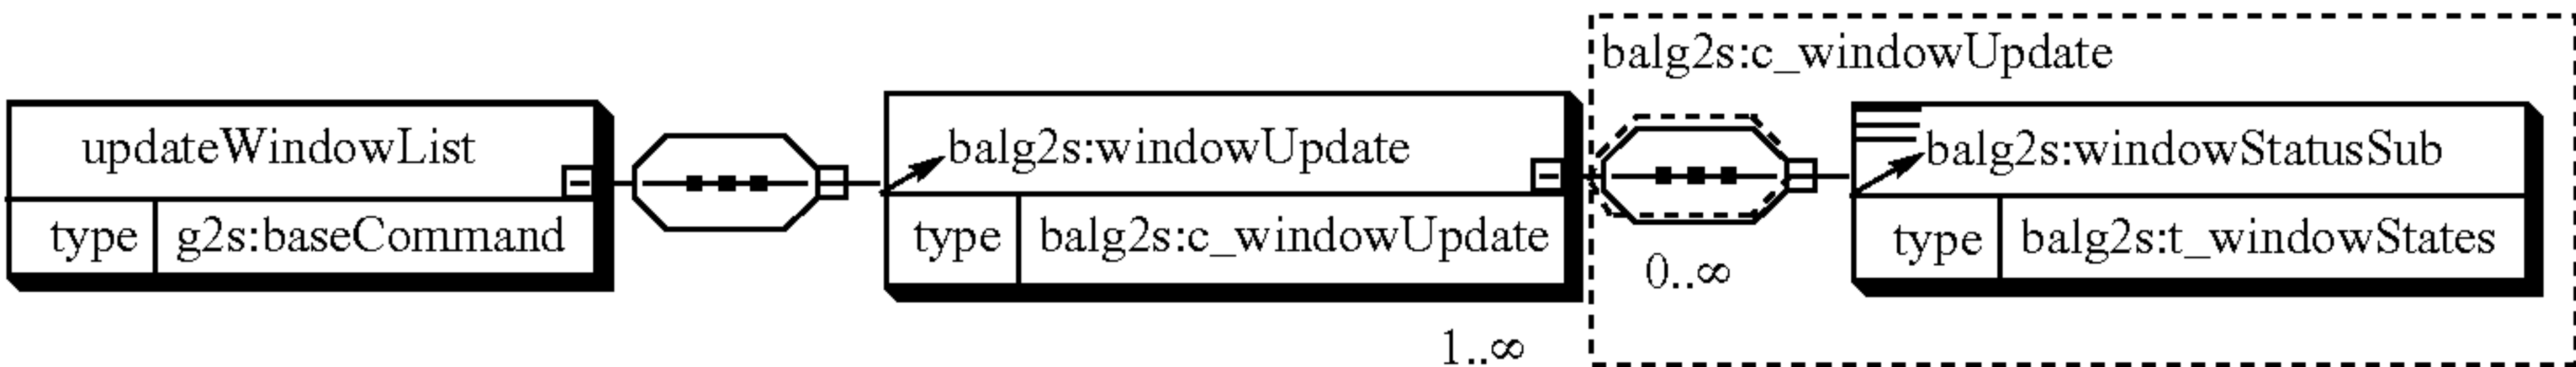 balg2s:c_windowUpdate
updateWindowList
type g2s:baseCommand
balg2s:windowUpdate
type balg2s:c_windowUpdate
1..∞
0..∞
balg2s:windowStatusSub
type balg2s:t_windowStates